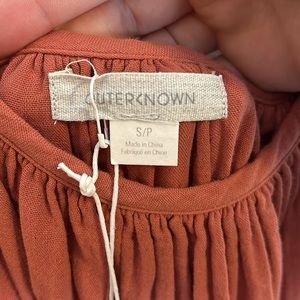 OUTERKNOWN
S/P
Made in China
Fabriqué en Chine